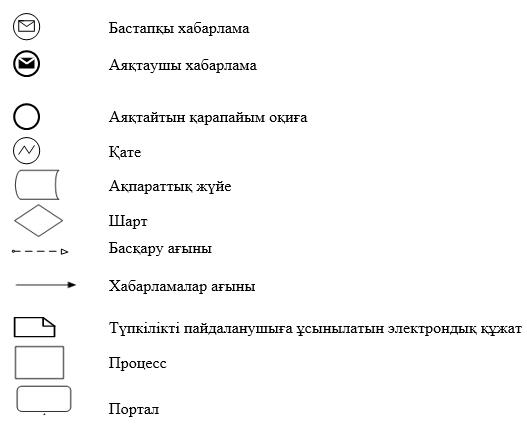 Бастапқы хабарлама
Аяқтаушы хабарлама
Аяқтайтын қарапайым оқиға
Қате
Ақпараттық жүйе
Шарт
Басқару ағыны
Хабарламалар ағыны
Түпкілікті пайдаланушыға ұсынылатын электрондық құжат
Процесс
Портал